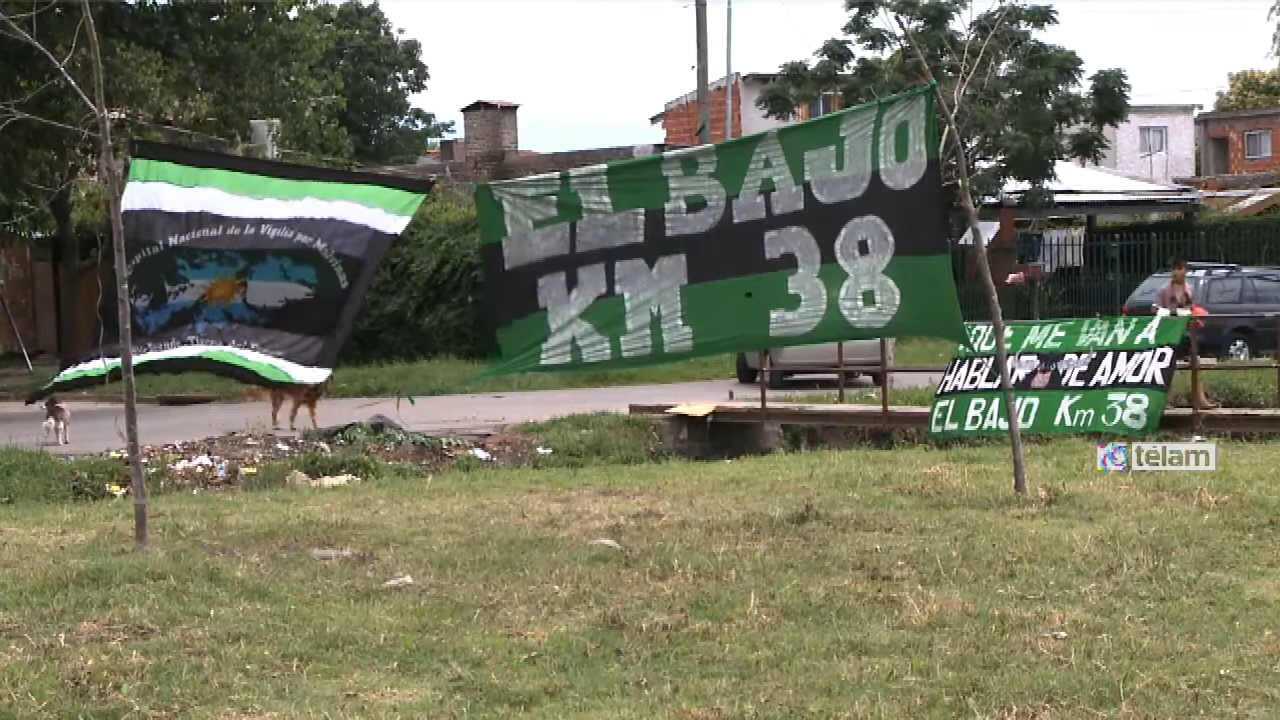 Capital Nacional de la Vigilia por Malvinas
EL BAJO
KM 38
QUE ME VAN A
HABLAR DE AMOR
EL BAJO Km 38
télam